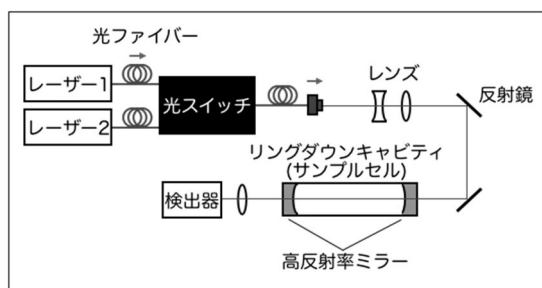 光ファイバー
レーザー1
レーザー2
光スイッチ
レンズ
反射鏡
リングダウンキャビティ
(サンプルセル)
検出器
高反射率ミラー